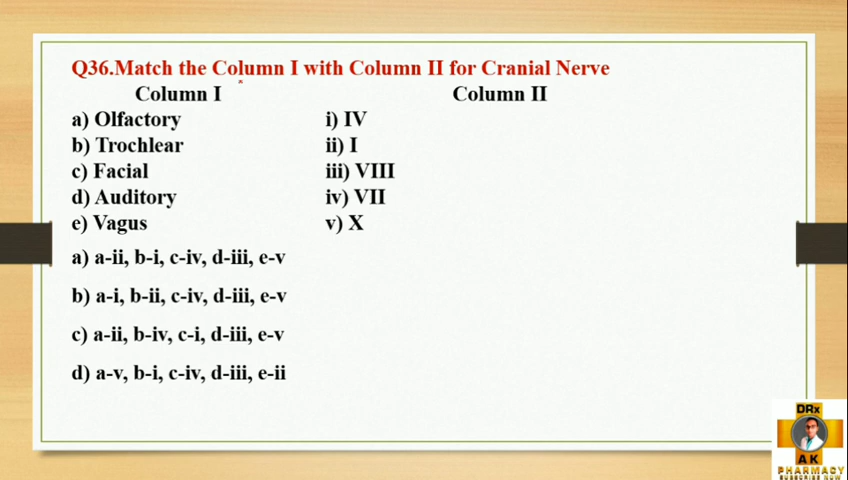 Q36.Match the Column I with Column II for Cranial Nerve
Column I Column II
a) Olfactory i) IV
b) Trochlear ii) I
c) Facial iii) VIII
d) Auditory iv) VII
e) Vagus v) X
a) a-ii, b-i, c-iv, d-iii, e-v
b) a-i, b-ii, c-iv, d-iii, e-v
c) a-ii, b-iv, c-i, d-iii, e-v
d) a-v, b-i, c-iv, d-iii, e-ii
DRx
A K
PHARMACY
SUBSCRIBE NOW